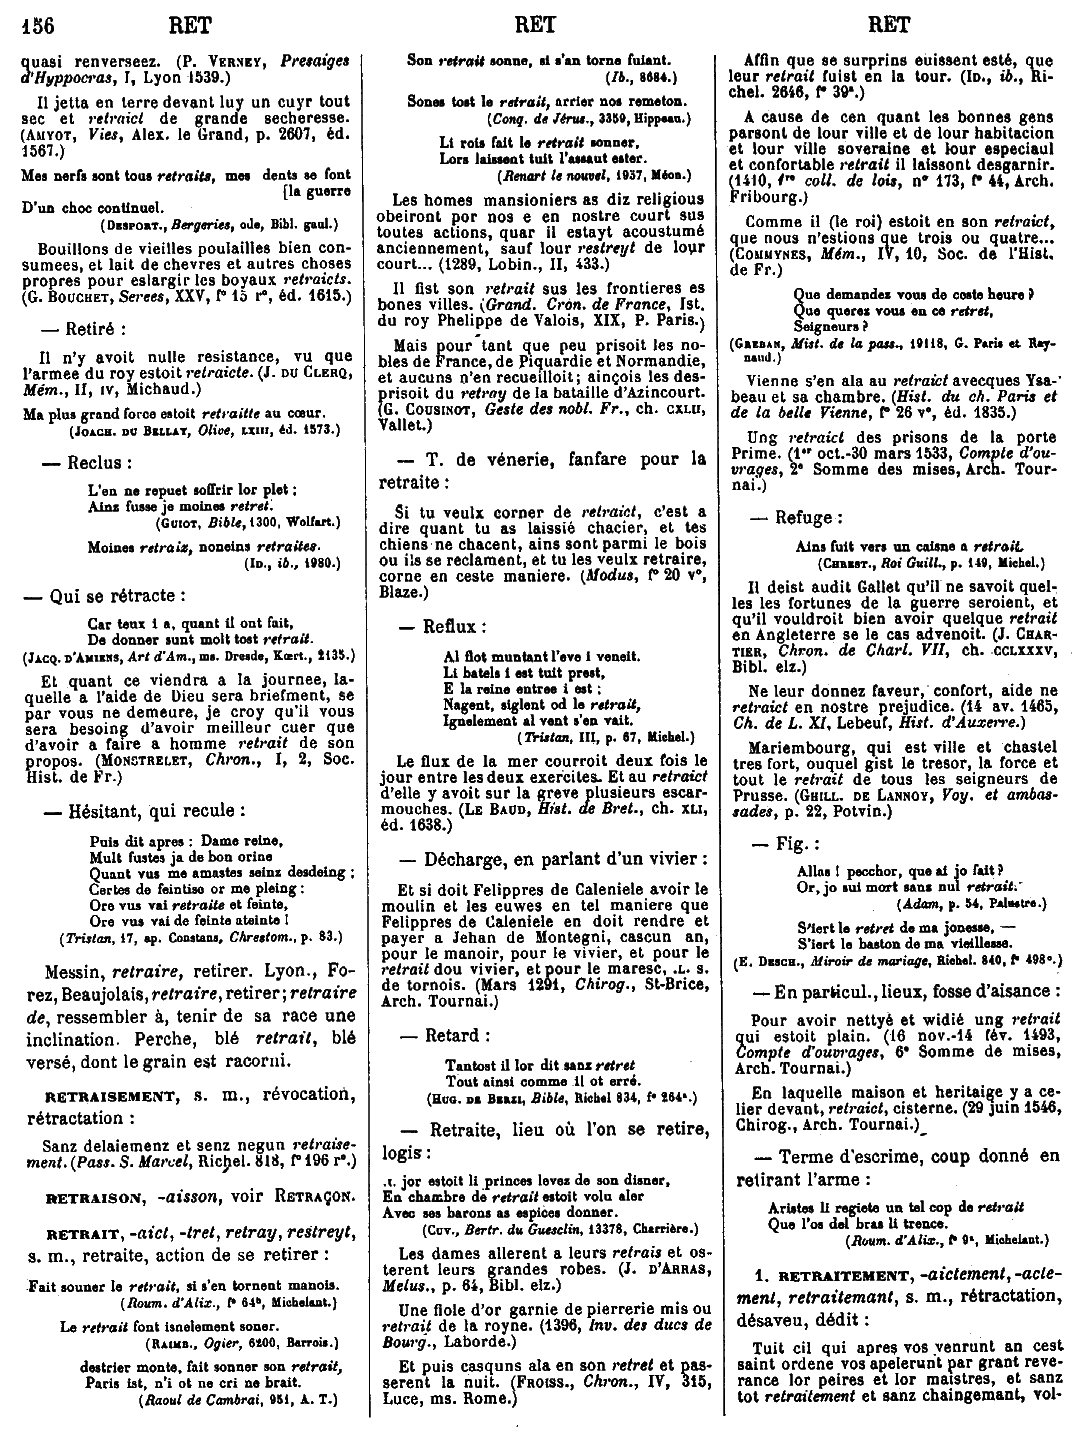 156 RET RET RET
quasi renverseez. (P. VERNEY, Presaiges
d'Hyppocras, I, Lyon 1539.)
Il jetta en terre devant luy un cuyr tout
sec et retraict de grande secheresse.
(AMYOT, Vies, Alex. le Grand, p. 2607, éd.
1567.)
Mes nerfs sont tous retraits, mes dents se font
[la guerre
D'un choc continuel.
(DESPORT., Bergeries, ode, Bibl. gaul.)
Bouillons de vieilles poulailles bien con-
sumees, et lait de chevres et autres choses
propres pour eslargir les boyaux retraicts.
(G. BOUCHET, Serees, XXV, f° 15 r°, éd. 1615.)
— Retiré :
Il n'y avoit nulle resistance, vu que
l'armee du roy estoit retraicte. (J. DU CLERQ,
Mém., II, IV, Michaud.)
Ma plus grand force estoit retraitte au cœur.
(JOACH. DU BELLAY, Olive, LXIII, éd. 1573.)
— Reclus :
L'en ne repuet soffrir lor plet ;
Ainz fusse je moines retret.
(GUIOT, Bible, 1300, Wolfart.)
Moines retraix, noneins retraites.
(ID., ib., 1980.)
— Qui se rétracte :
Car teux i a, quant il ont fait,
De donner sunt molt tost retrait.
(JACQ. D'AMIENS, Art d'Am., ms. Dresde, Kœrt., 2135.)
Et quant ce viendra a la journee, la-
quelle a l'aide de Dieu sera briefment, se
par vous ne demeure, je croy qu'il vous
sera besoing d'avoir meilleur cuer que
d'avoir a faire a homme retrait de son
propos. (MONSTRELET, Chron., I, 2, Soc.
Hist. de Fr.)
— Hésitant, qui recule :
Puis dit apres : Dame reine,
Mult fustes ja de bon orine
Quant vus me amastes seinz desdeing ;
Certes de feintise or me pleing :
Ore vus vai retraite et feinte,
Ore vus vai de feinte ateinte !
(Tristan, 17, ap. Constans, Chrestom., p. 83.)
Messin, retraire, retirer. Lyon., Fo-
rez, Beaujolais, retraire, retirer ; retraire
de, ressembler à, tenir de sa race une
inclination. Perche, blé retrait, blé
versé, dont le grain est racorni.
RETRAISEMENT, s. m., révocation,
rétractation :
Sanz delaiemenz et senz negun retraise-
ment. (Pass. S. Marcel, Richel. 818, f° 196 r°.)
RETRAISON, -aisson, voir RETRAÇON.
RETRAIT, -aict, -tret, retray, restreyt,
s. m., retraite, action de se retirer :
Fait souner le retrait, si s'en tornent manois.
(Roum. d'Alix., f° 64b, Michelant.)
Le retrait font isnelement soner.
(RAIMB., Ogier, 6200, Barrois.)
destrier monte, fait sonner son retrait,
Paris ist, n'i ot ne cri ne brait.
(Raoul de Cambrai, 951, A. T.)
Son retrait sonne, si s'an torne fuiant.
(Ib., 8684.)
Sones tost le retrait, arrier nos remeton.
(Conq. de Jérus., 3359, Hippeau.)
Li rois fait le retrait sonner,
Lors laissent tuit l'assaut ester.
(Renart le nouvel, 1937, Méon.)
Les homes mansioniers as diz religious
obeiront por nos e en nostre court sus
toutes actions, quar il estayt acoustumé
anciennement, sauf lour restreyt de lour
court... (1289, Lobin., II, 433.)
Il fist son retrait sus les frontieres es
bones villes. (Grand. Cron. de France, Ist.
du roy Phelippe de Valois, XIX, P. Paris.)
Mais pour tant que peu prisoit les no-
bles de France, de Piquardie et Normandie,
et aucuns n'en recueilloit ; ainçois les des-
prisoit du retray de la bataille d'Azincourt.
(G. COUSINOT, Geste des nobl. Fr., ch. CXLII,
Vallet.)
— T. de vénerie, fanfare pour la
retraite :
Si tu veulx corner de retraict, c'est a
dire quant tu as laissié chacier, et tes
chiens ne chacent, ains sont parmi le bois
ou ils se reclament, et tu les veulx retraire,
corne en ceste maniere. (Modus, f° 20 v°,
Blaze.)
— Reflux :
Al flot muntant l'eve i veneit.
Li batels i est tuit prest,
E la reine entree i est ;
Nagent, siglent od le retrait,
Ignelement al vent s'en vait.
(Tristan, III, p. 67, Michel.)
Le flux de la mer courroit deux fois le
jour entre les deux exercites. Et au retraict
d'elle y avoit sur la greve plusieurs escar-
mouches. (LE BAUD, Hist. de Bret., ch. XLI,
éd. 1638.)
— Décharge, en parlant d'un vivier :
Et si doit Felippres de Caleniele avoir le
moulin et les euwes en tel maniere que
Felippres de Caleniele en doit rendre et
payer a Jehan de Montegni, cascun an,
pour le manoir, pour le vivier, et pour le
retrait dou vivier, et pour le maresc, .L. s.
de tornois. (Mars 1291, Chirog., St-Brice,
Arch. Tournai.)
— Retard :
Tantost il lor dit sanz retret
Tout ainsi comme il ot erré.
(HUG. DE BERZI, Bible, Richel 834, f° 264a.)
— Retraite, lieu où l'on se retire,
logis :
.I. jor estoit li princes levez de son disner,
En chambre de retrait estoit volu aler
Avec ses barons as espices donner.
(CUV., Bertr. du Guesclin, 13378, Charrière.)
Les dames allerent a leurs retrais et os-
terent leurs grandes robes. (J. D'ARRAS,
Melus., p. 64, Bibl. elz.)
Une fiole d'or garnie de pierrerie mis ou
retrait de la royne. (1396, Inv. des ducs de
Bourg., Laborde.)
Et puis casquns ala en son retret et pas-
serent la nuit. (FROISS., Chron., IV, 315,
Luce, ms. Rome.)
Affin que se surprins euissent esté, que
leur retrait fuist en la tour. (ID., ib., Ri-
chel. 2646, f° 39a.)
A cause de cen quant les bonnes gens
parsont de lour ville et de lour habitacion
et lour ville soveraine et lour especiaul
et confortable retrait il laissont desgarnir.
(1410, 1re coll. de lois, n° 173, f° 44, Arch.
Fribourg.)
Comme il (le roi) estoit en son retraict,
que nous n'estions que trois ou quatre...
(COMMYNES, Mém., IV, 10, Soc. de l'Hist.
de Fr.)
Que demandez vous de ceste heure ?
Que querez vous en ce retret,
Seigneurs ?
(GREBAN, Mist. de la pass., 19118, G. Paris et Ray-
naud.)
Vienne s'en ala au retraict avecques Ysa-
beau et sa chambre. (Hist. du ch. Paris et
de la belle Vienne, f° 26 v°, éd. 1835.)
Ung retraict des prisons de la porte
Prime. (1er oct.-30 mars 1533, Compte d'ou-
vrages, 2e Somme des mises, Arch. Tour-
nai.)
— Refuge :
Ains fuit vers un caisne a retrait.
(CHREST., Roi Guill., p. 149, Michel.)
Il deist audit Gallet qu'il ne savoit quel-
les les fortunes de la guerre seroient, et
qu'il vouldroit bien avoir quelque retrait
en Angleterre se le cas advenoit. (J. CHAR-
TIER, Chron. de Charl. VII, ch. CCLXXXV,
Bibl. elz.)
Ne leur donnez faveur, confort, aide ne
retraict en nostre prejudice. (14 av. 1465,
Ch. de L. XI, Lebeuf, Hist. d'Auxerre.)
Mariembourg, qui est ville et chastel
tres fort, ouquel gist le tresor, la force et
tout le retrait de tous les seigneurs de
Prusse. (GHILL. DE LANNOY, Voy. et ambas-
sades, p. 22, Potvin.)
— Fig. :
Allas ! pecchor, que ai jo fait ?
Or, jo sui mort sanz nul retrait.
(Adam, p. 54, Palustre.)
S'iert le retret de ma jonesse, —
S'iert le baston de ma vieillesse.
(E. DESCH., Miroir de mariage, Richel. 840, f° 498c.)
— En particul., lieux, fosse d'aisance :
Pour avoir nettyé et widié ung retrait
qui estoit plain. (16 nov.-14 fév. 1493,
Compte d'ouvrages, 6e Somme de mises,
Arch. Tournai.)
En laquelle maison et heritaige y a ce-
lier devant, retraict, cisterne. (29 juin 1546,
Chirog., Arch. Tournai.)
— Terme d'escrime, coup donné en
retirant l'arme :
Aristes li regiete un tel cop de retrait
Que l'os del bras li trence.
(Roum. d'Alix., f° 9a, Michelant.)
1. RETRAITEMENT, -aictement, -acte-
ment, retraitemant, s. m., rétractation,
désaveu, dédit :
Tuit cil qui apres vos venrunt an cest
saint ordene vos apelerunt par grant reve-
rance lor peires et lor maistres, et sanz
tot retraitement et sanz chaingemant, vol-